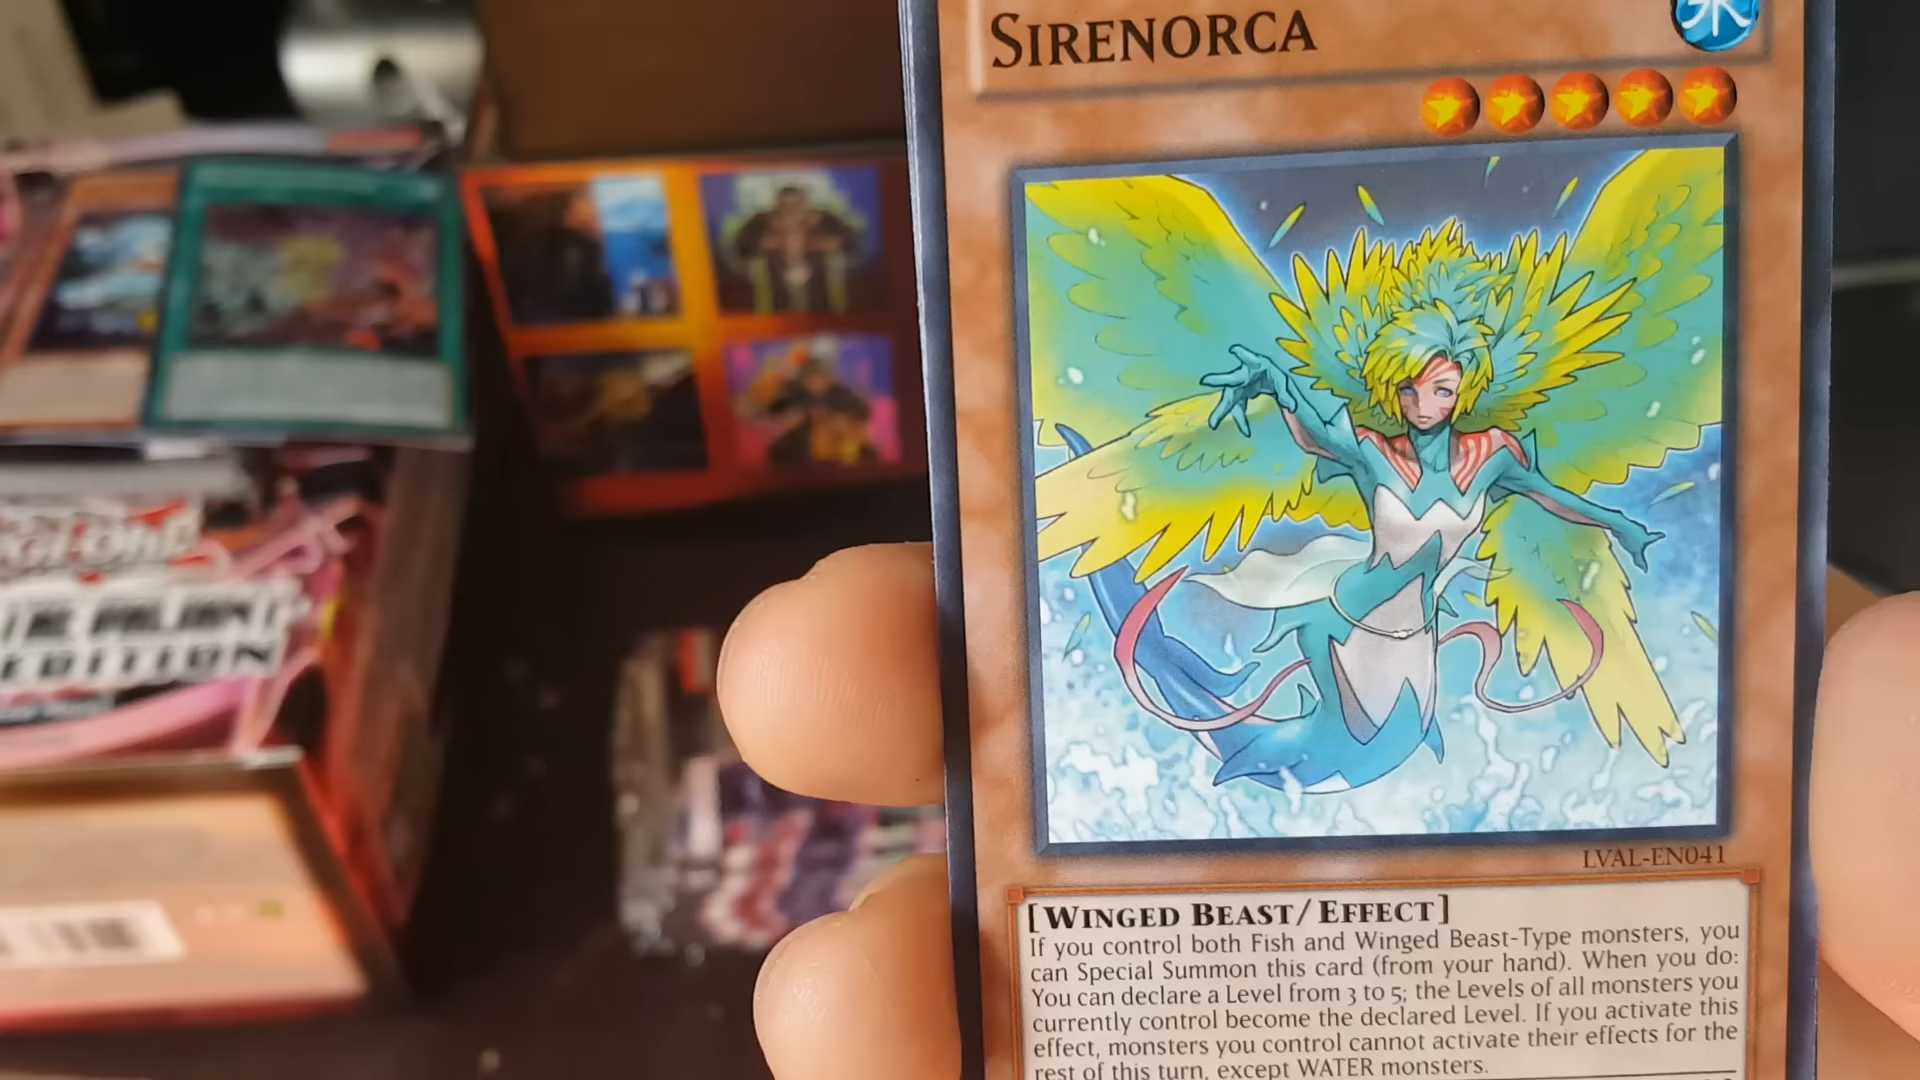 SIRENORCA
LVAL-EN041
[WINGED BEAST/EFFECT]
If you control both Fish and Winged Beast-Type monsters, you
can Special Summon this card (from your hand). When you do:
You can declare a Level from 3 to 5; the Levels of all monsters you
currently control become the declared Level. If you activate this
effect, monsters you control cannot activate their effects for the
rest of this turn, except WATER monsters.
EDITION